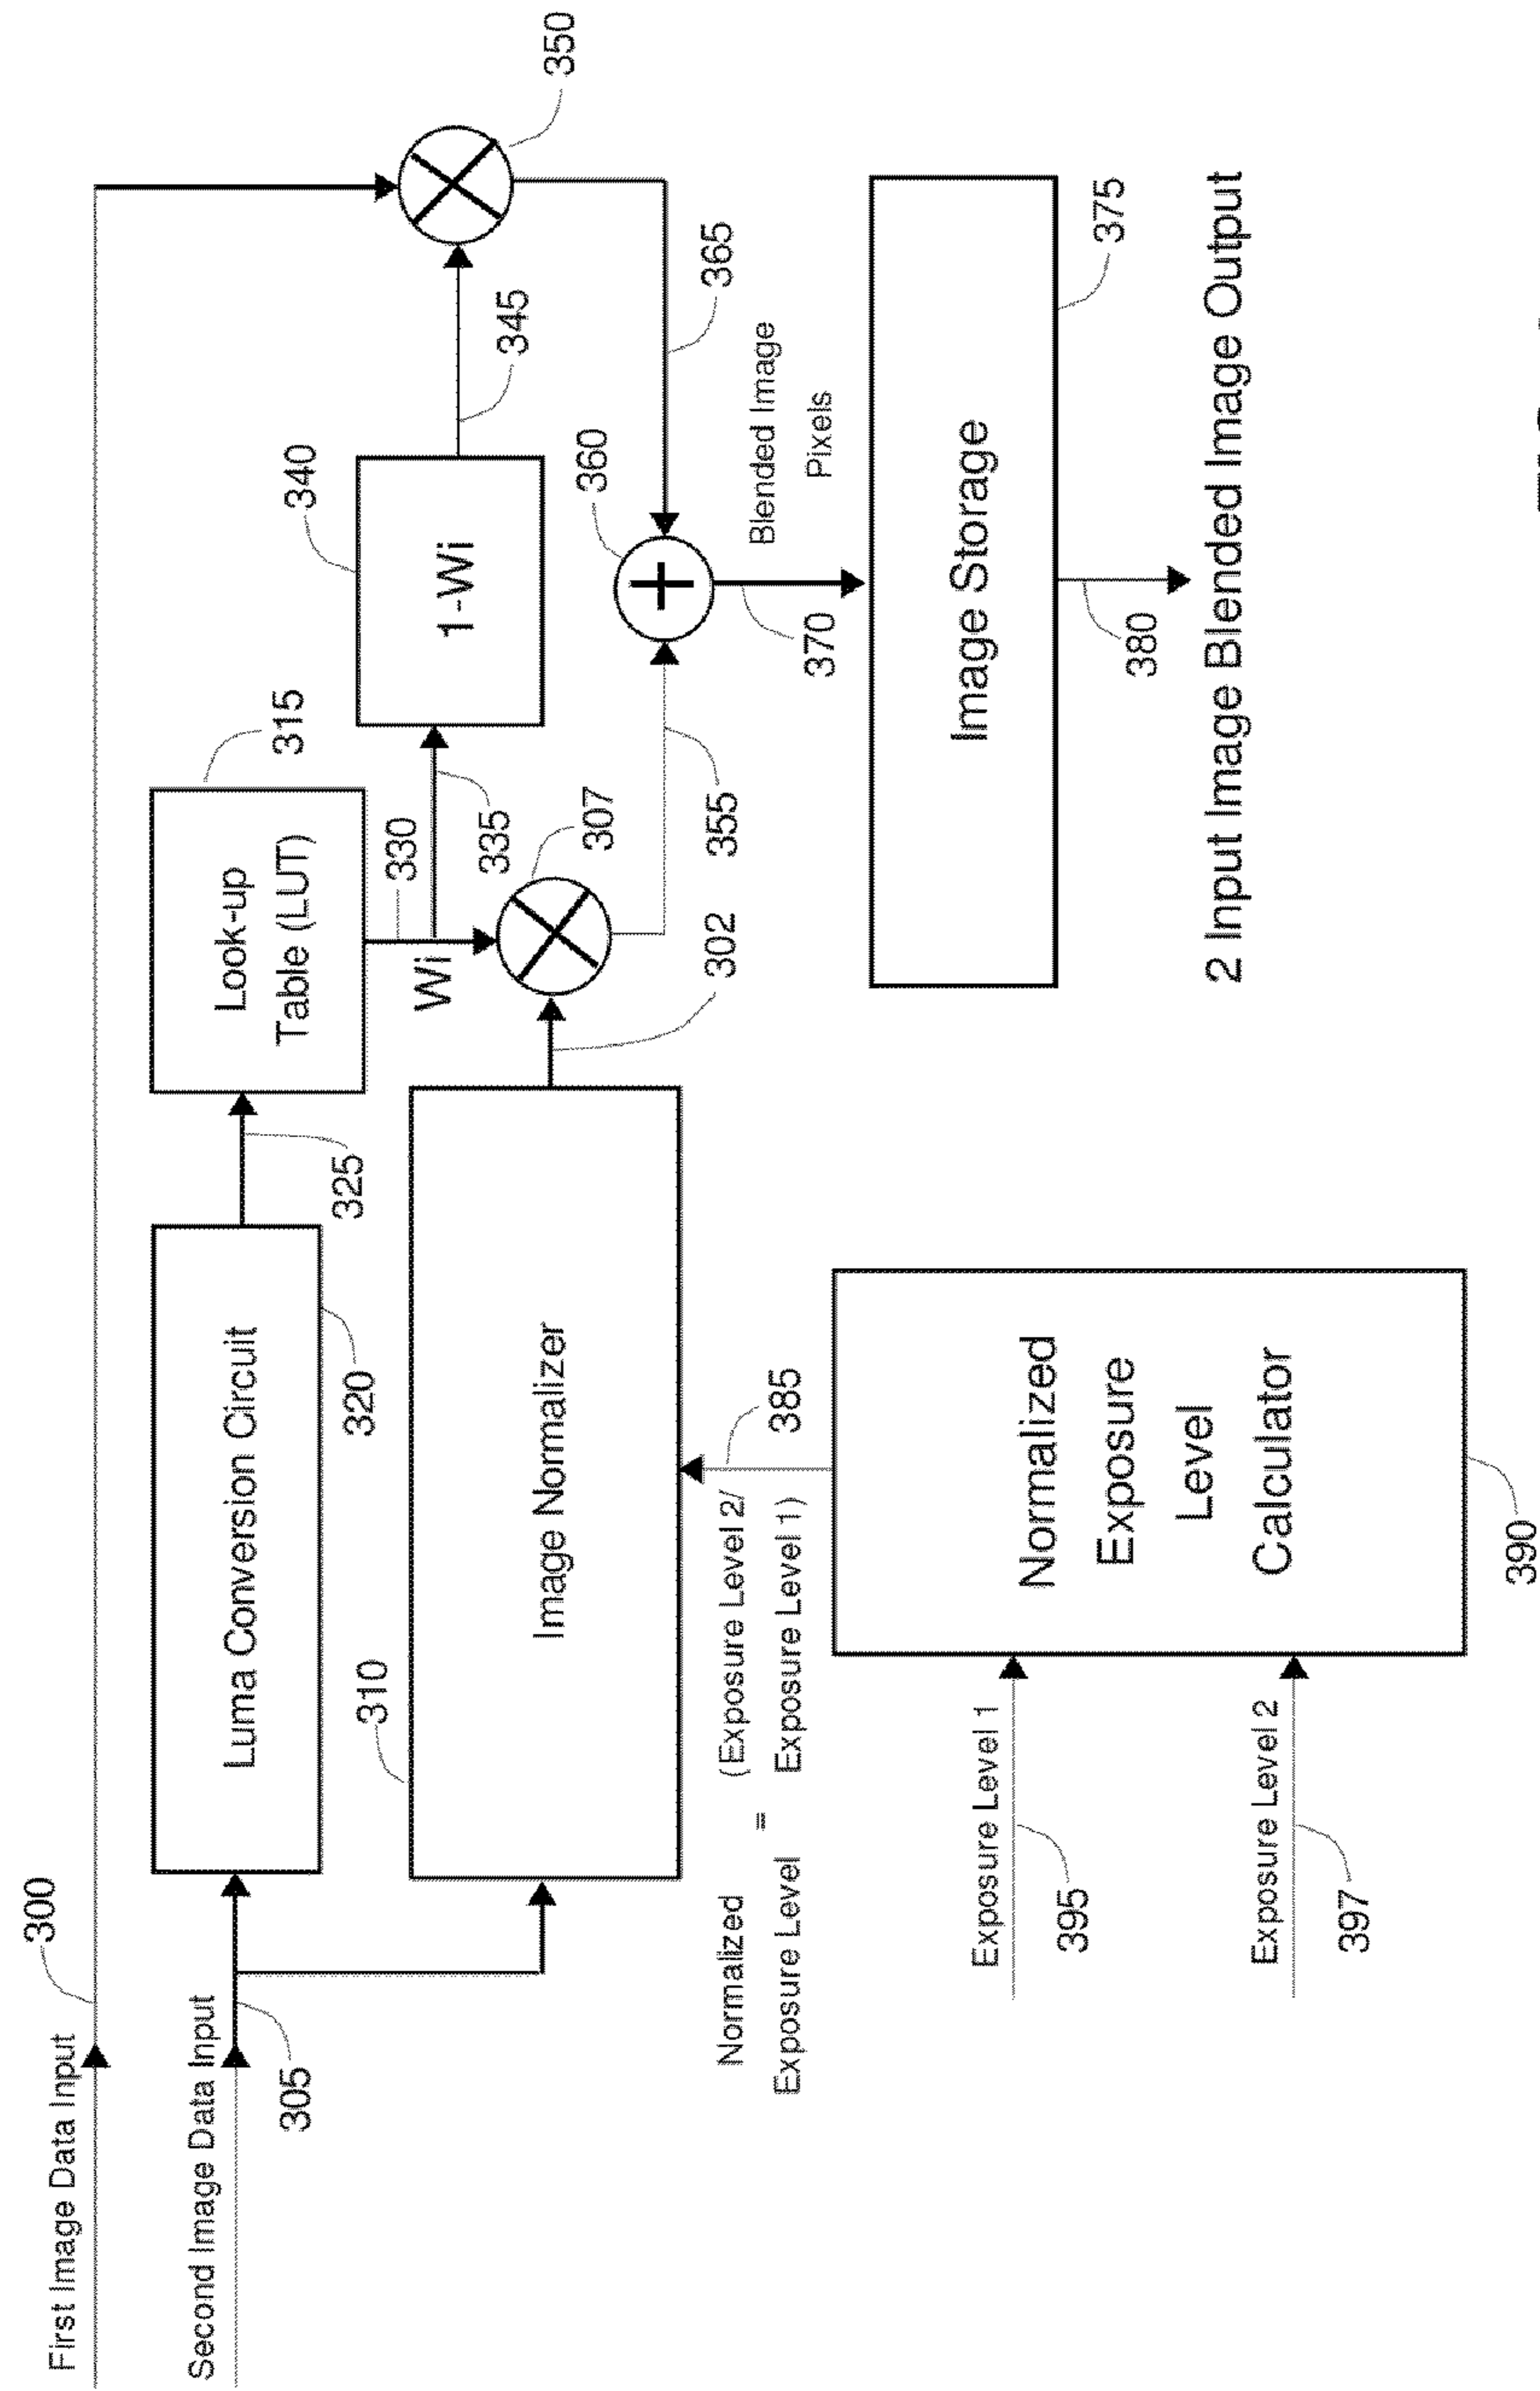 First Image Data Input
300
Second Image Data Input
305
Luma Conversion Circuit
320
325
Look-up
Table (LUT)
315
330
Wi
335
1-Wi
340
345
350
310
Image Normalizer
302
307
355
360
365
Normalized
Exposure Level
=
(Exposure Level 2/
Exposure Level 1)
385
Blended Image
Pixels
370
Image Storage
375
380
2 Input Image Blended Image Output
Exposure Level 1
395
Exposure Level 2
397
Normalized
Exposure
Level
Calculator
390